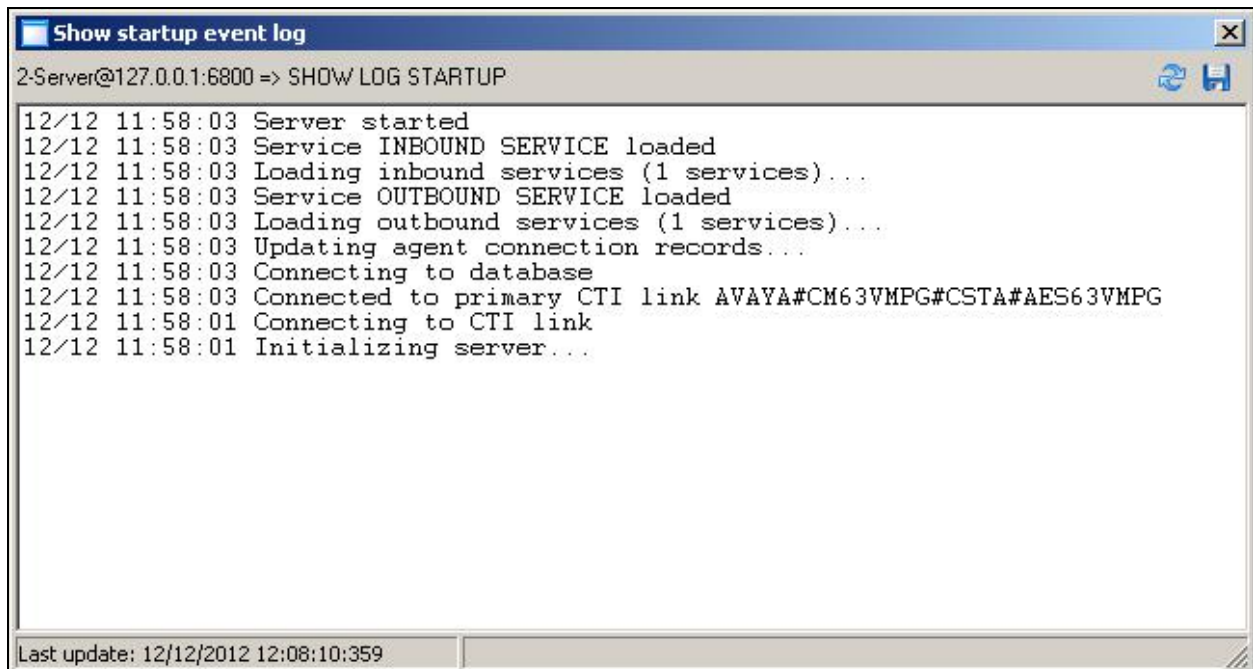 Show startup event log
2-Server@127.0.0.1:6800 => SHOW LOG STARTUP
12/12 11:58:03 Server started
12/12 11:58:03 Service INBOUND SERVICE loaded
12/12 11:58:03 Loading inbound services (1 services)...
12/12 11:58:03 Service OUTBOUND SERVICE loaded
12/12 11:58:03 Loading outbound services (1 services)...
12/12 11:58:03 Updating agent connection records...
12/12 11:58:03 Connecting to database
12/12 11:58:03 Connected to primary CTI link AVAYA#CM63VMPG#CSTA#AES63VMPG
12/12 11:58:01 Connecting to CTI link
12/12 11:58:01 Initializing server...
Last update: 12/12/2012 12:08:10:359